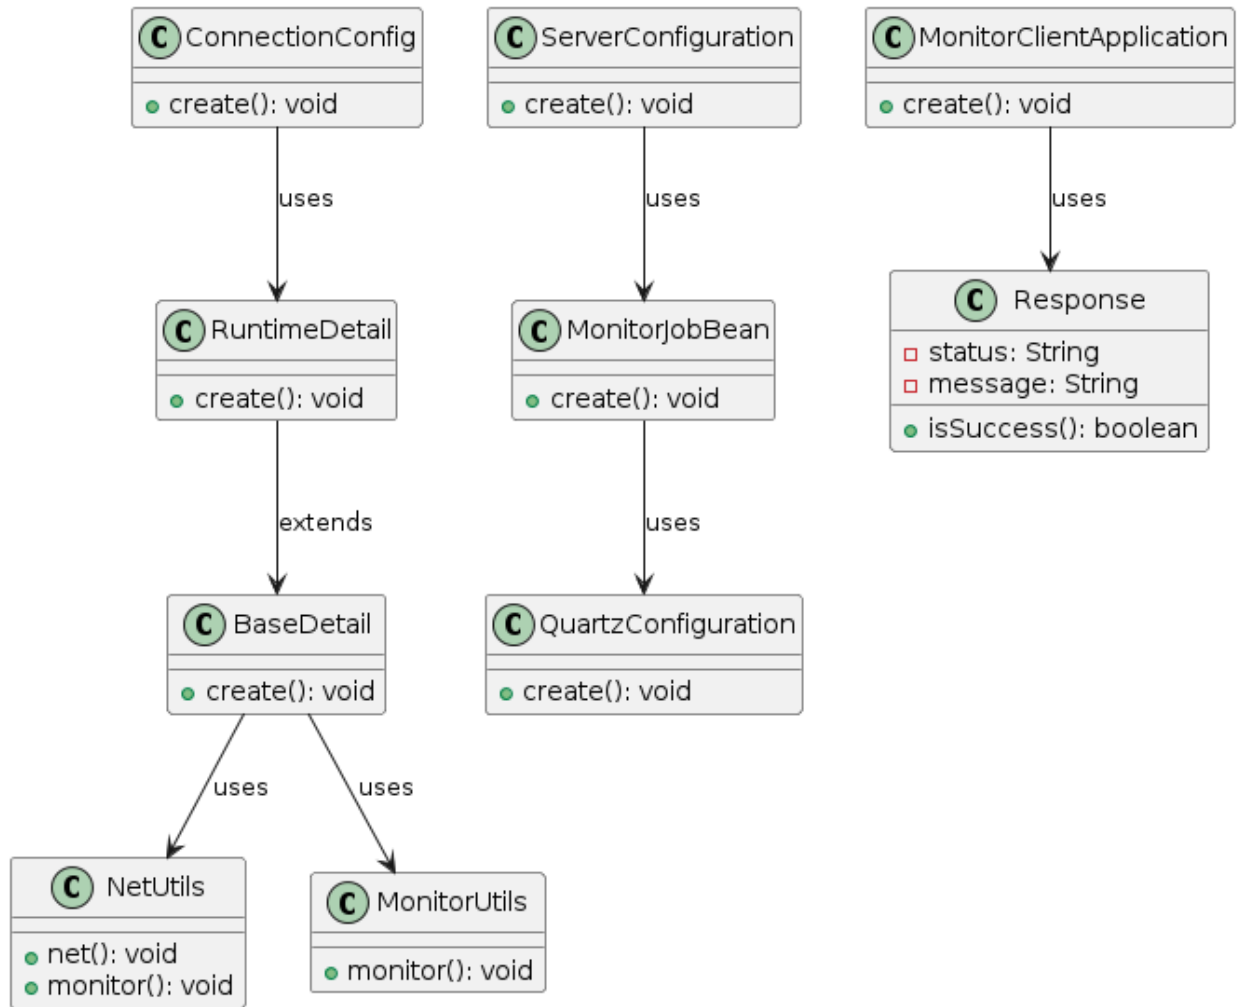 C ConnectionConfig
create(): void
C ServerConfiguration
create(): void
C MonitorClientApplication
create(): void
uses
uses
uses
C RuntimeDetail
create(): void
C MonitorJobBean
create(): void
C Response
status: String
message: String
isSuccess(): boolean
extends
uses
C BaseDetail
create(): void
C QuartzConfiguration
create(): void
uses
uses
C NetUtils
net(): void
monitor(): void
C MonitorUtils
monitor(): void